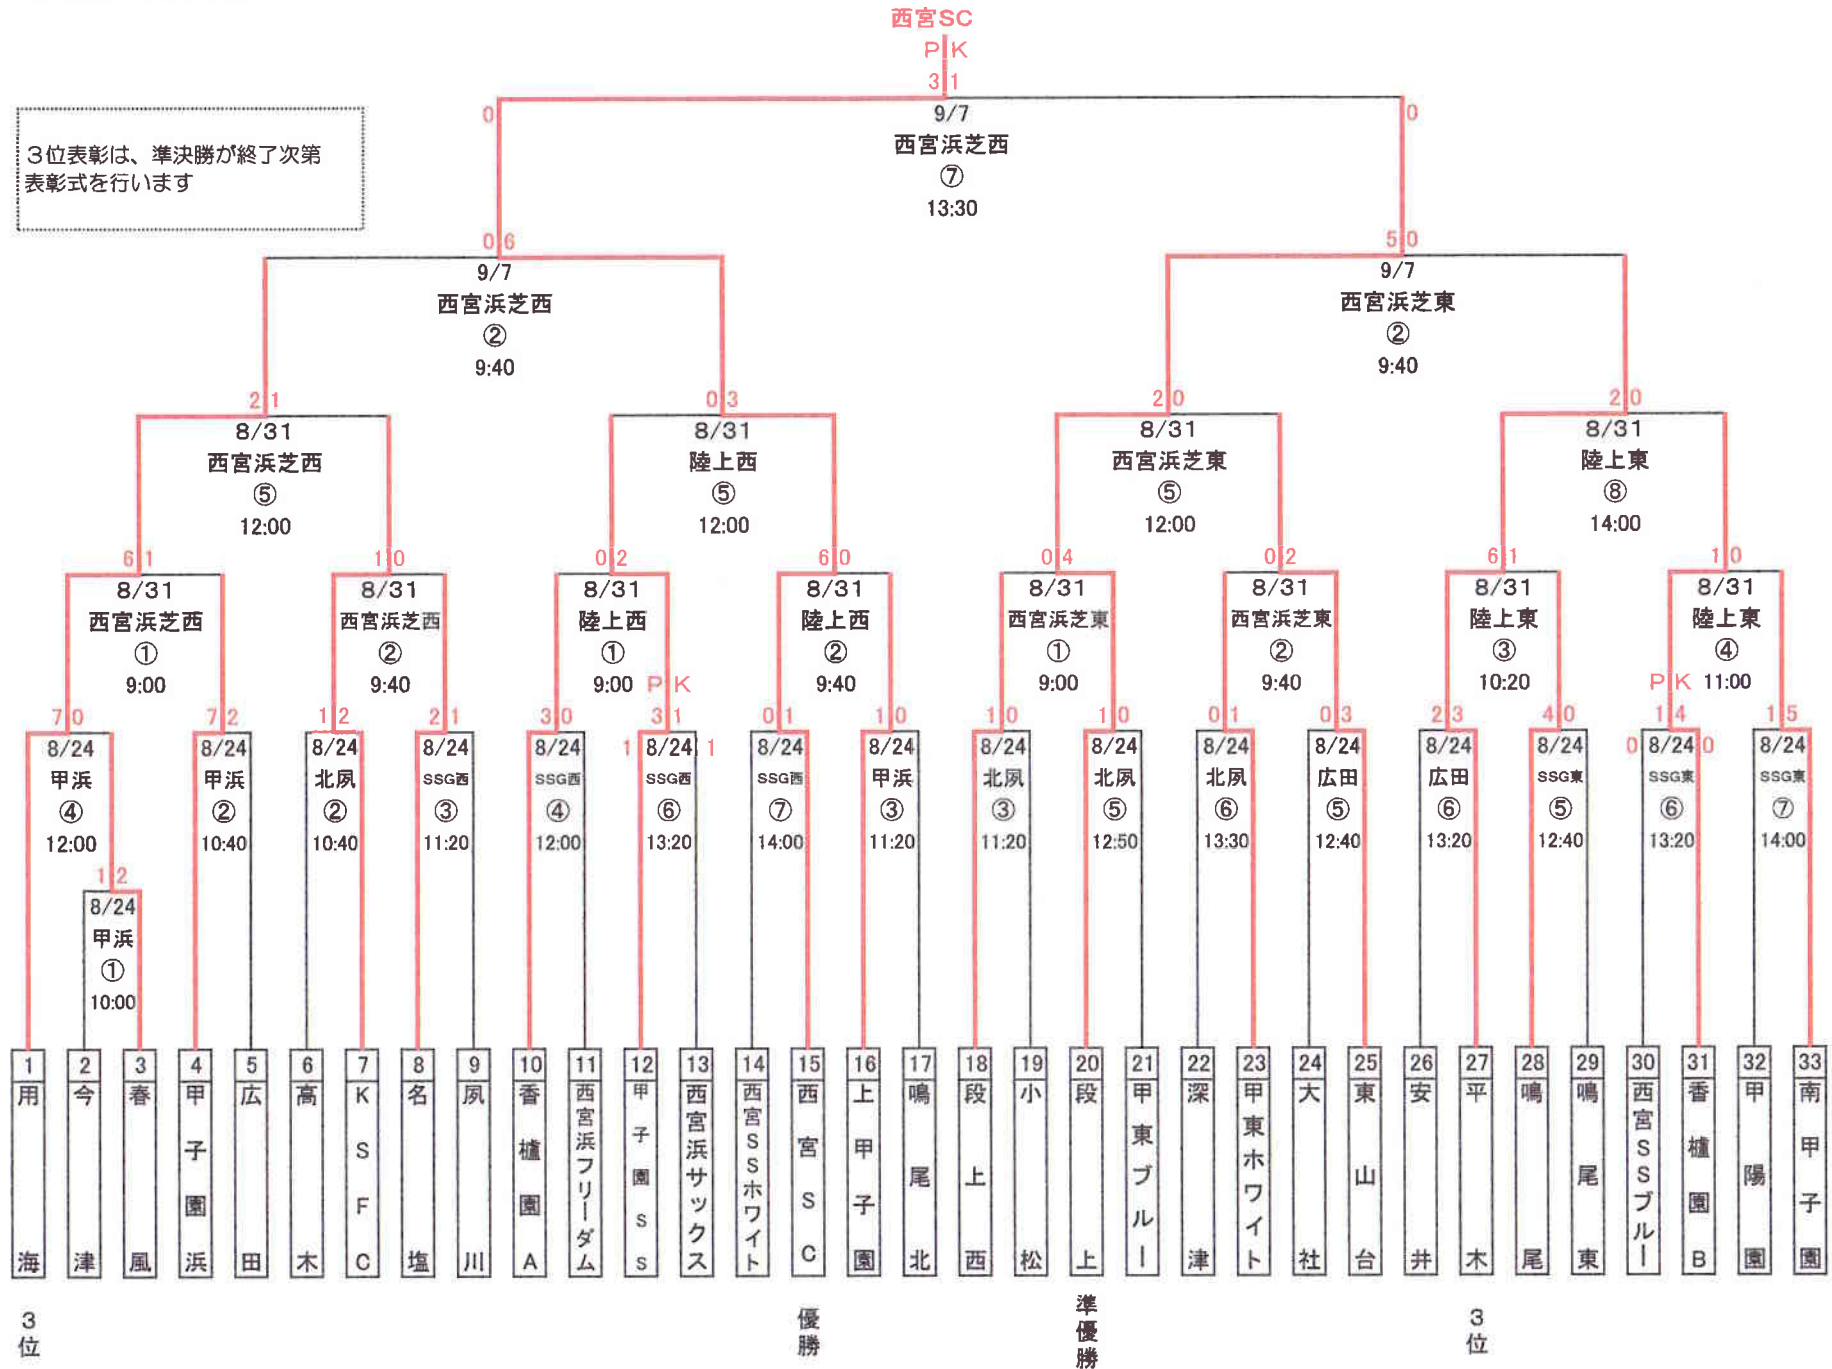 西宮SC
PK
3 1
0 9/7 0
西宮浜芝西
⑦
13:30
３位表彰は、準決勝が終了次第
表彰式を行います
0 6 5 0
9/7 9/7
西宮浜芝西 西宮浜芝東
② ②
9:40 9:40
2 1 0 3 2 0 2 0
8/31 8/31 8/31 8/31
西宮浜芝西 陸上西 西宮浜芝東 陸上東
⑤ ⑤ ⑤ ⑧
12:00 12:00 12:00 14:00
6 1 1 0 0 2 6 0 0 4 0 2 6 1 1 0
8/31 8/31 8/31 8/31 8/31 8/31 8/31 8/31
西宮浜芝西 西宮浜芝西 陸上西 陸上西 西宮浜芝東 西宮浜芝東 陸上東 陸上東
① ② ① ② ① ② ③ ④
9:00 9:40 9:00 PK 9:40 9:00 9:40 10:20 PK 11:00
7 0 7 2 1 2 2 1 3 0 3 1 0 1 1 0 1 0 1 0 0 1 0 3 2 3 4 0 1 4 1 5
8/24 8/24 8/24 8/24 8/24 1 8/24 1 8/24 8/24 8/24 8/24 8/24 8/24 8/24 8/24 0 8/24 0 8/24
甲浜 甲浜 北夙 SSG西 SSG西 SSG西 SSG西 甲浜 北夙 北夙 北夙 広田 広田 SSG東 SSG東 SSG東
④ ② ② ③ ④ ⑥ ⑦ ③ ③ ⑤ ⑥ ⑤ ⑥ ⑤ ⑥ ⑦
12:00 10:40 10:40 11:20 12:00 13:20 14:00 11:20 11:20 12:50 13:30 12:40 13:20 12:40 13:20 14:00
1 2
8/24
甲浜
①
10:00
1 用海
2 今津
3 春風
4 甲子園浜
5 広田
6 高木
7 KSFC
8 名塩
9 夙川
10 香櫨園A
11 西宮浜フリーダム
12 甲子園SS
13 西宮浜サックス
14 西宮SSホワイト
15 西宮SC
16 上甲子園
17 鳴尾北
18 段上西
19 小松
20 段上
21 甲東ブルー
22 深津
23 甲東ホワイト
24 大社
25 東山台
26 安井
27 平木
28 鳴尾
29 鳴尾東
30 西宮SSブルー
31 香櫨園B
32 甲陽園
33 南甲子園
３位
優勝
準優勝
３位